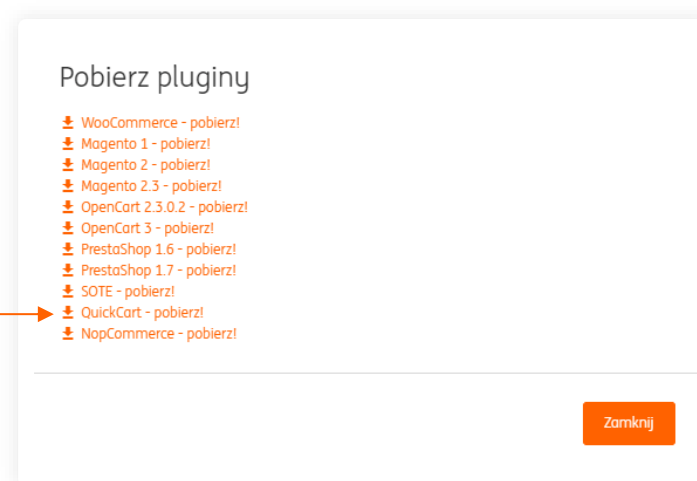 Pobierz pluginy
WooCommerce - pobierz!
Magento 1 - pobierz!
Magento 2 - pobierz!
Magento 2.3 - pobierz!
OpenCart 2.3.0.2 - pobierz!
OpenCart 3 - pobierz!
PrestaShop 1.6 - pobierz!
PrestaShop 1.7 - pobierz!
SOTE - pobierz!
QuickCart - pobierz!
NopCommerce - pobierz!
Zamknij